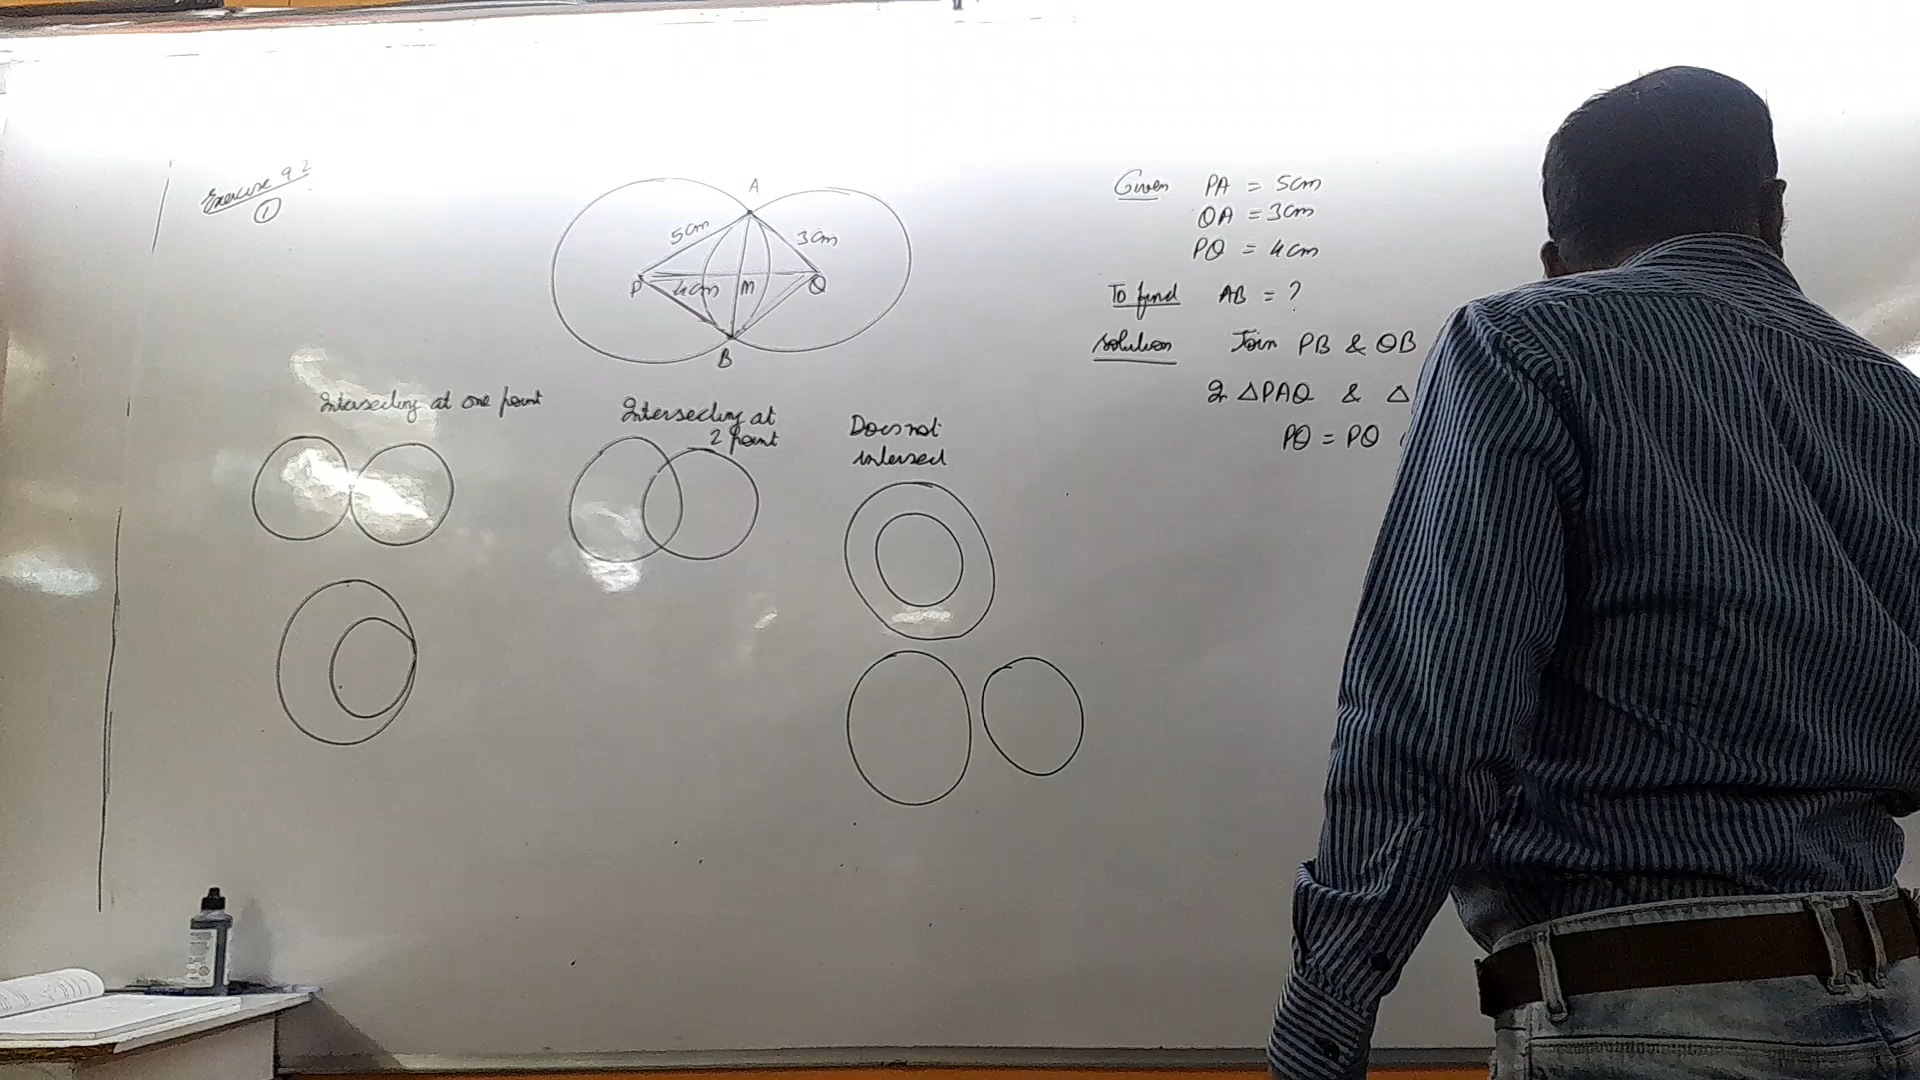 Exercise 9.2
1
A
5cm
3cm
P
4cm
M
Q
B
Given PA = 5cm
QA = 3cm
PQ = 4cm
To find AB = ?
Solution Join PB & QB
In △PAQ & △
PQ = PQ
Intersecting at one point
Intersecting at
2 point
Does not
intersect